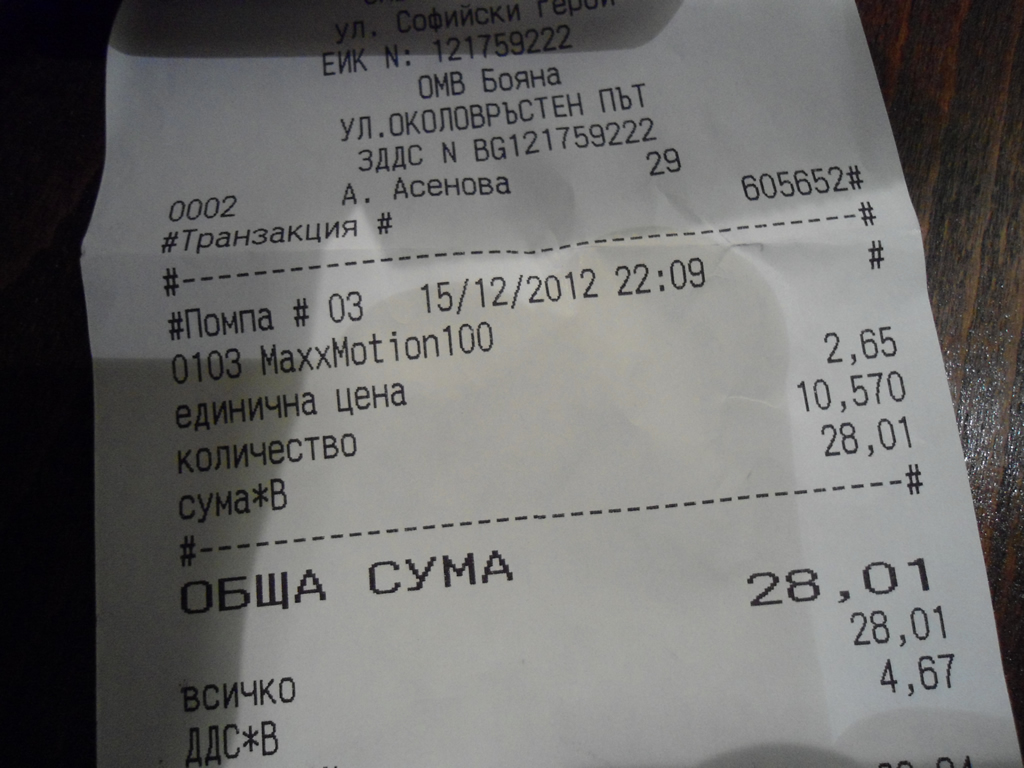 ул. Софийски герои
ЕИК N: 121759222
ОМВ Бояна
УЛ.ОКОЛОВРЪСТЕН ПЪТ
ЗДДС N BG121759222
0002 А. Асенова 29
#Транзакция # 605652#
#----------------------------------------#
#Помпа # 03 15/12/2012 22:09 #
0103 MaxxMotion100
единична цена 2,65
количество 10,570
сума*В 28,01
#----------------------------------------#
ОБЩА СУМА 28,01
всичко 28,01
ДДС*В 4,67